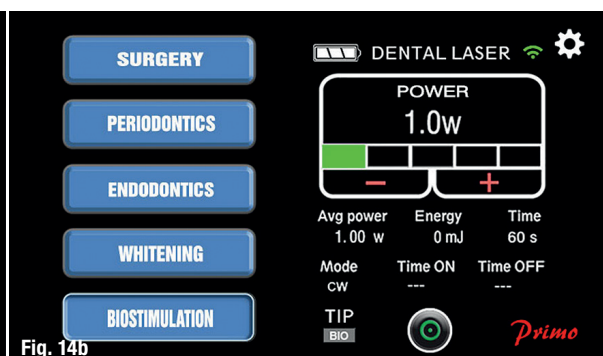 SURGERY
PERIODONTICS
ENDODONTICS
WHITENING
BIOSTIMULATION
Fig. 14b
DENTAL LASER
POWER
1.0w
− +
Avg power Energy Time
1.00 w 0 mJ 60 s
Mode Time ON Time OFF
CW --- ---
TIP
BIO
Primo